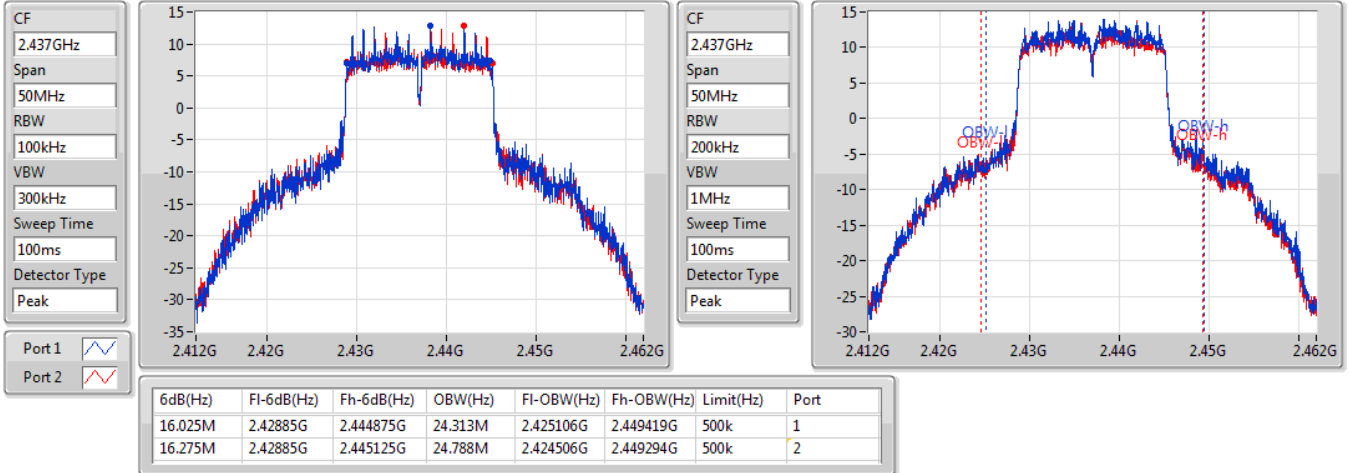 CF
2.437GHz
Span
50MHz
RBW
100kHz
VBW
300kHz
Sweep Time
100ms
Detector Type
Peak
Port 1
Port 2
15
10
5
0
-5
-10
-15
-20
-25
-30
-35
2.412G 2.42G 2.43G 2.44G 2.45G 2.462G
CF
2.437GHz
Span
50MHz
RBW
200kHz
VBW
1MHz
Sweep Time
100ms
Detector Type
Peak
15
10
5
0
-5
-10
-15
-20
-25
-30
OBW-l
OBW-l
OBW-h
OBW-h
2.412G 2.42G 2.43G 2.44G 2.45G 2.462G
6dB(Hz) Fl-6dB(Hz) Fh-6dB(Hz) OBW(Hz) Fl-OBW(Hz) Fh-OBW(Hz) Limit(Hz) Port
16.025M 2.42885G 2.444875G 24.313M 2.425106G 2.449419G 500k 1
16.275M 2.42885G 2.445125G 24.788M 2.424506G 2.449294G 500k 2